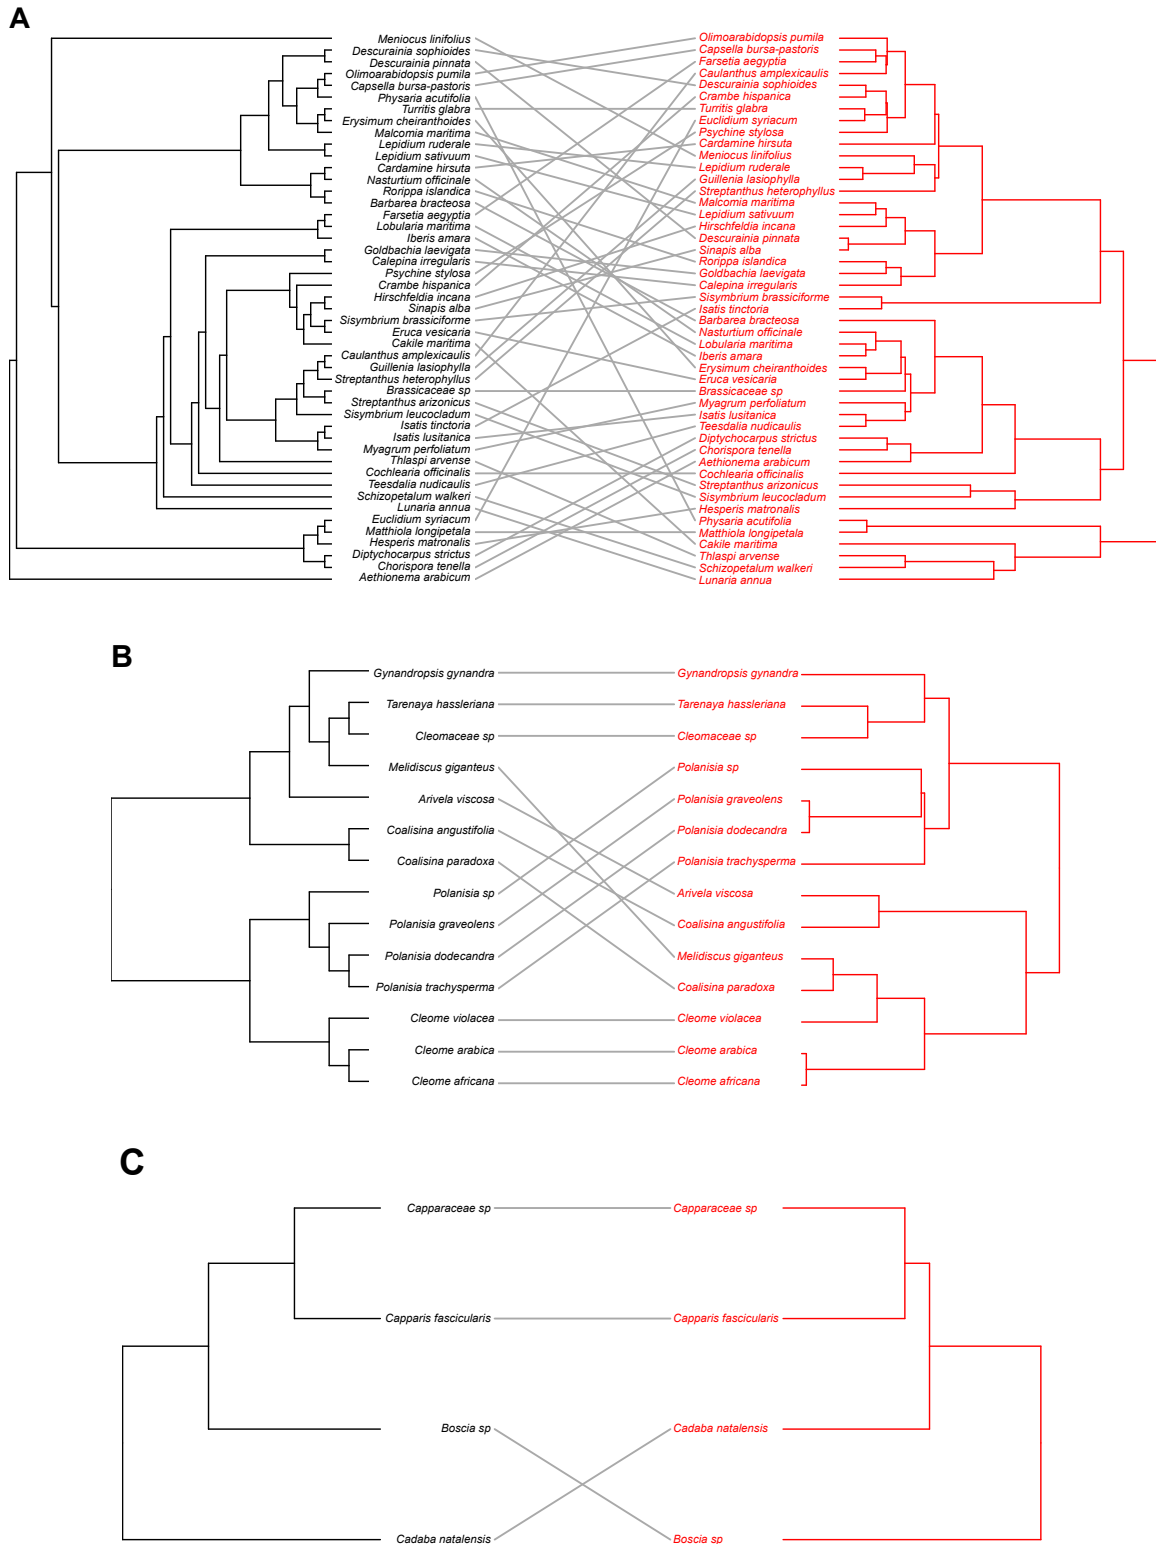 A
Meniocus linifolius
Descurainia sophioides
Descurainia pinnata
Olimoarabidopsis pumila
Capsella bursa-pastoris
Physaria acutifolia
Turritis glabra
Erysimum cheiranthoides
Malcomia maritima
Lepidium ruderale
Lepidium sativuum
Cardamine hirsuta
Nasturtium officinale
Rorippa islandica
Barbarea bracteosa
Farsetia aegyptia
Lobularia maritima
Iberis amara
Goldbachia laevigata
Calepina irregularis
Psychine stylosa
Crambe hispanica
Hirschfeldia incana
Sinapis alba
Sisymbrium brassiciforme
Eruca vesicaria
Cakile maritima
Caulanthus amplexicaulis
Guillenia lasiophylla
Streptanthus heterophyllus
Brassicaceae sp
Streptanthus arizonicus
Sisymbrium leucocladum
Isatis tinctoria
Isatis lusitanica
Myagrum perfoliatum
Thlaspi arvense
Cochlearia officinalis
Teesdalia nudicaulis
Schizopetalum walkeri
Lunaria annua
Euclidium syriacum
Matthiola longipetala
Hesperis matronalis
Diptychocarpus strictus
Chorispora tenella
Aethionema arabicum
Olimoarabidopsis pumila
Capsella bursa-pastoris
Farsetia aegyptia
Caulanthus amplexicaulis
Descurainia sophioides
Crambe hispanica
Turritis glabra
Euclidium syriacum
Psychine stylosa
Cardamine hirsuta
Meniocus linifolius
Lepidium ruderale
Guillenia lasiophylla
Streptanthus heterophyllus
Malcomia maritima
Lepidium sativuum
Hirschfeldia incana
Descurainia pinnata
Sinapis alba
Rorippa islandica
Goldbachia laevigata
Calepina irregularis
Sisymbrium brassiciforme
Isatis tinctoria
Barbarea bracteosa
Nasturtium officinale
Lobularia maritima
Iberis amara
Erysimum cheiranthoides
Eruca vesicaria
Brassicaceae sp
Myagrum perfoliatum
Isatis lusitanica
Teesdalia nudicaulis
Diptychocarpus strictus
Chorispora tenella
Aethionema arabicum
Cochlearia officinalis
Streptanthus arizonicus
Sisymbrium leucocladum
Hesperis matronalis
Physaria acutifolia
Matthiola longipetala
Cakile maritima
Thlaspi arvense
Schizopetalum walkeri
Lunaria annua
B
Gynandropsis gynandra
Tarenaya hassleriana
Cleomaceae sp
Melidiscus giganteus
Arivela viscosa
Coalisina angustifolia
Coalisina paradoxa
Polanisia sp
Polanisia graveolens
Polanisia dodecandra
Polanisia trachysperma
Cleome violacea
Cleome arabica
Cleome africana
Gynandropsis gynandra
Tarenaya hassleriana
Cleomaceae sp
Polanisia sp
Polanisia graveolens
Polanisia dodecandra
Polanisia trachysperma
Arivela viscosa
Coalisina angustifolia
Melidiscus giganteus
Coalisina paradoxa
Cleome violacea
Cleome arabica
Cleome africana
C
Capparaceae sp
Capparis fascicularis
Boscia sp
Cadaba natalensis
Capparaceae sp
Capparis fascicularis
Cadaba natalensis
Boscia sp